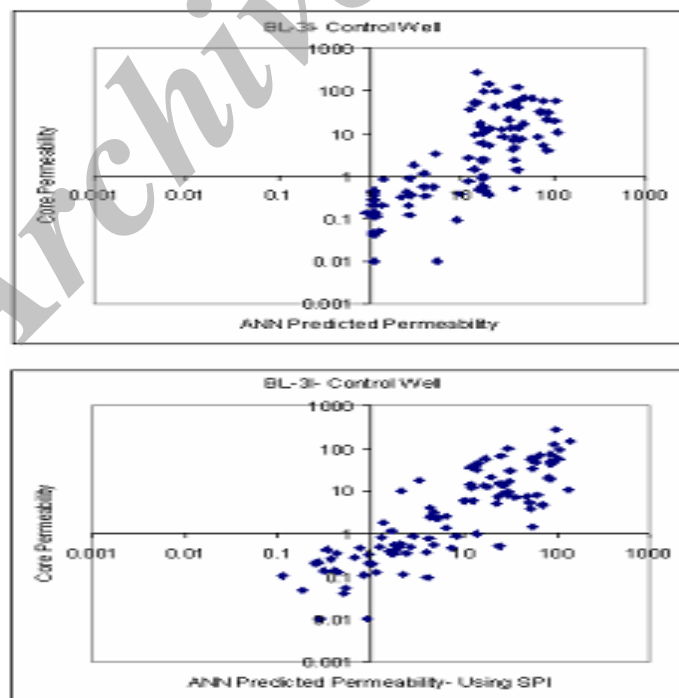 Archive
BL-3I- Control Well
1000
100
10
1
0.001 0.01 0.1 10 100 1000
0.1
0.01
0.001
Core Permeability
ANN Predicted Permeability
BL-3I- Control Well
1000
100
10
1
0.001 0.01 0.1 10 100 1000
0.1
0.01
0.001
Core Permeability
ANN Predicted Permeability- Using SPI